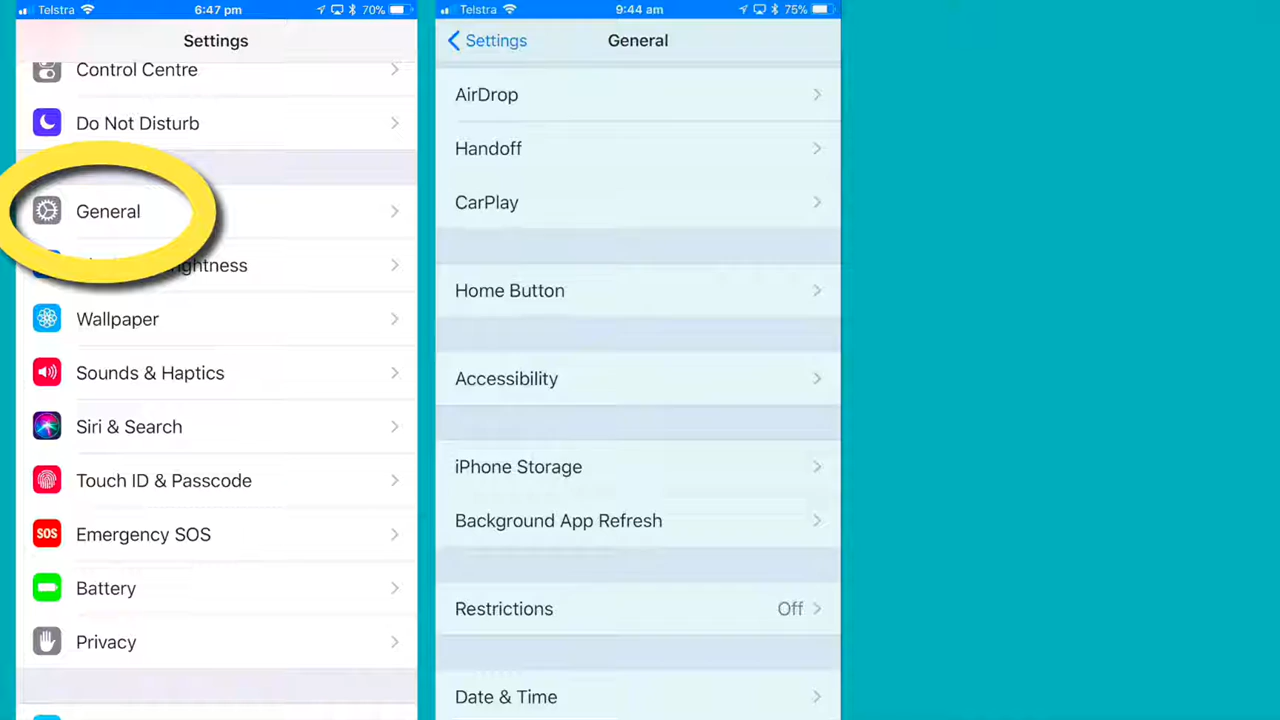 Telstra 6:47 pm 70%
Settings
Control Centre
Do Not Disturb
General
ghtness
Wallpaper
Sounds & Haptics
Siri & Search
Touch ID & Passcode
SOS Emergency SOS
Battery
Privacy
Telstra 9:44 am 75%
Settings General
AirDrop
Handoff
CarPlay
Home Button
Accessibility
iPhone Storage
Background App Refresh
Restrictions Off
Date & Time